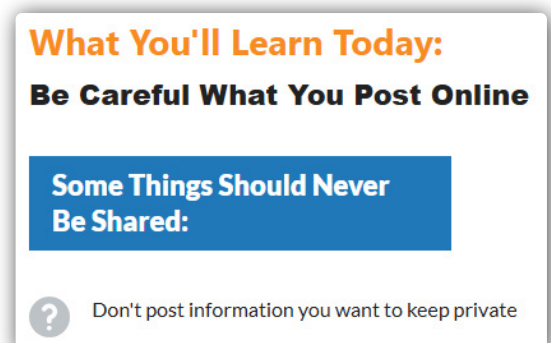 What You'll Learn Today:
Be Careful What You Post Online
Some Things Should Never
Be Shared:
? Don't post information you want to keep private